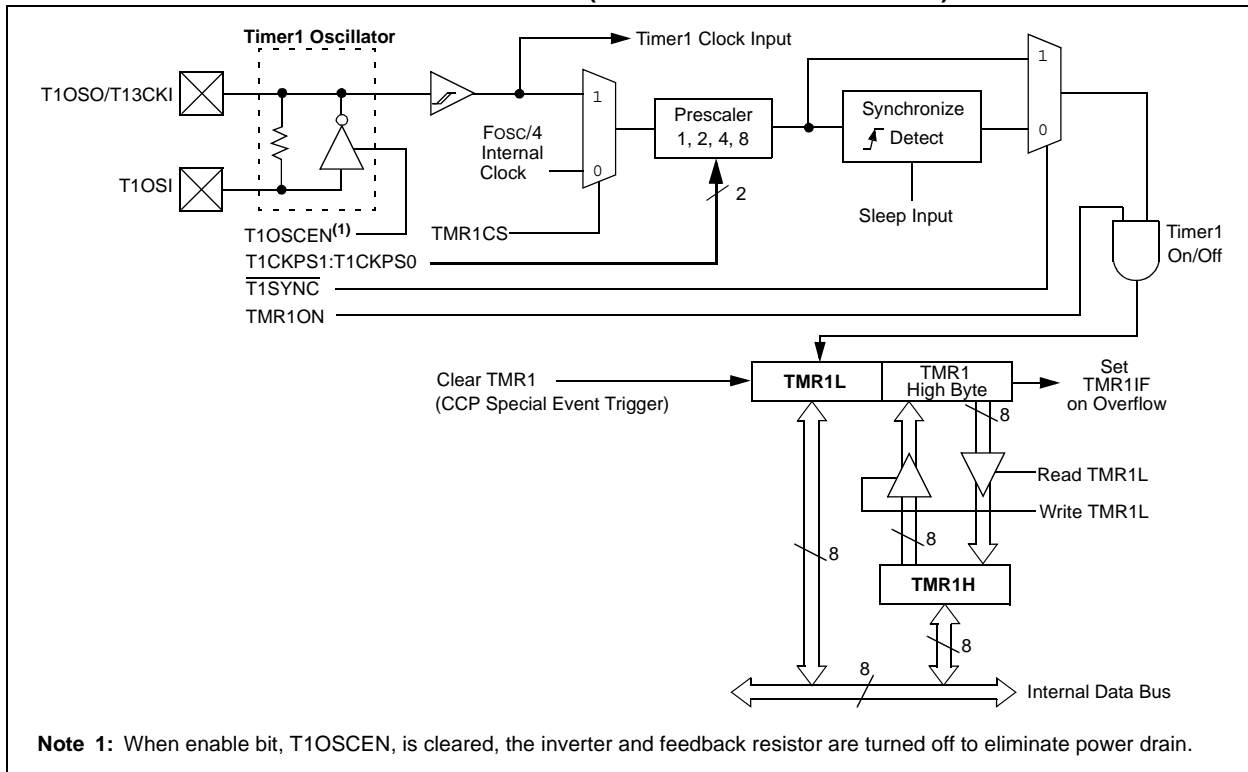 Timer1 Oscillator
Timer1 Clock Input
T1OSO/T13CKI
T1OSI
FOSC/4
Internal
Clock
1
0
Prescaler
1, 2, 4, 8
2
Synchronize
Detect
Sleep Input
1
0
T1OSCEN(1)
TMR1CS
T1CKPS1:T1CKPS0
T1SYNC
TMR1ON
Timer1
On/Off
Clear TMR1
(CCP Special Event Trigger)
TMR1L
TMR1
High Byte
Set
TMR1IF
on Overflow
8
Read TMR1L
Write TMR1L
8
8
TMR1H
8
8
Internal Data Bus
Note 1: When enable bit, T1OSCEN, is cleared, the inverter and feedback resistor are turned off to eliminate power drain.